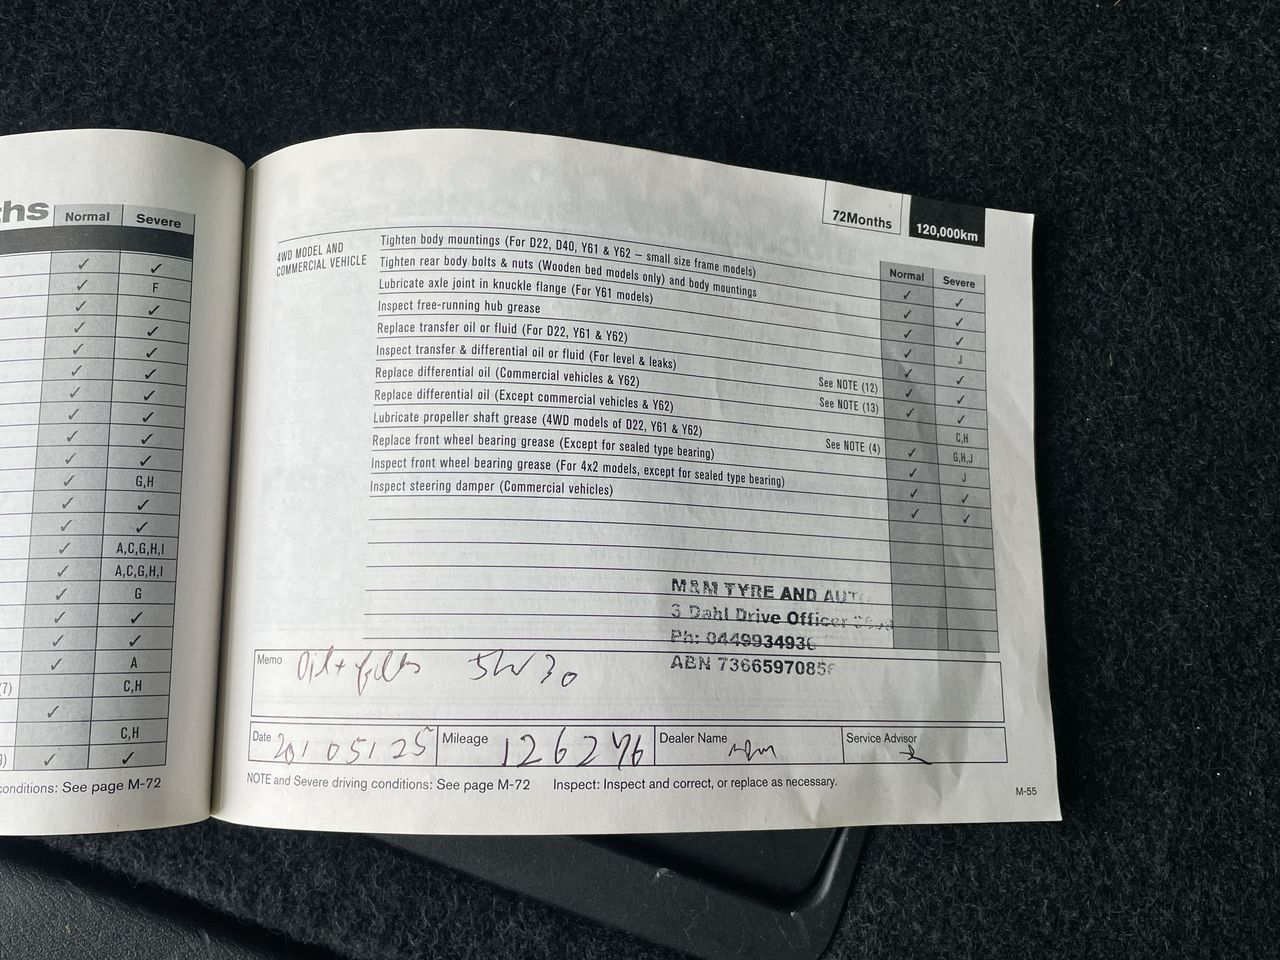 ths
Normal Severe
✓ ✓
✓ F
✓ ✓
✓ ✓
✓ ✓
✓ ✓
✓ ✓
✓ ✓
✓ ✓
✓ G,H
✓ ✓
✓ ✓
✓ A,C,G,H,I
✓ A,C,G,H,I
✓ G
✓ ✓
✓ ✓
✓ A
(7) C,H
✓
C,H
✓ ✓
conditions: See page M-72
72Months 120,000km
Normal Severe
4WD MODEL AND
COMMERCIAL VEHICLE
Tighten body mountings (For D22, D40, Y61 & Y62 – small size frame models) ✓ ✓
Tighten rear body bolts & nuts (Wooden bed models only) and body mountings ✓ ✓
Lubricate axle joint in knuckle flange (For Y61 models) ✓ ✓
Inspect free-running hub grease ✓ J
Replace transfer oil or fluid (For D22, Y61 & Y62) ✓ ✓
Inspect transfer & differential oil or fluid (For level & leaks) ✓ ✓
Replace differential oil (Commercial vehicles & Y62) See NOTE (12) ✓ ✓
Replace differential oil (Except commercial vehicles & Y62) See NOTE (13) C,H
Lubricate propeller shaft grease (4WD models of D22, Y61 & Y62) ✓ G,H,J
Replace front wheel bearing grease (Except for sealed type bearing) See NOTE (4) ✓ J
Inspect front wheel bearing grease (For 4x2 models, except for sealed type bearing) ✓ ✓
Inspect steering damper (Commercial vehicles) ✓ ✓
M&M TYRE AND AUTO
3 Dahl Drive Officer
Ph: 0449934936
ABN 7366597085
Memo Oil + 5W30
Date 20/05/25 Mileage 126246 Dealer Name Service Advisor
NOTE and Severe driving conditions: See page M-72 Inspect: Inspect and correct, or replace as necessary.
M-55